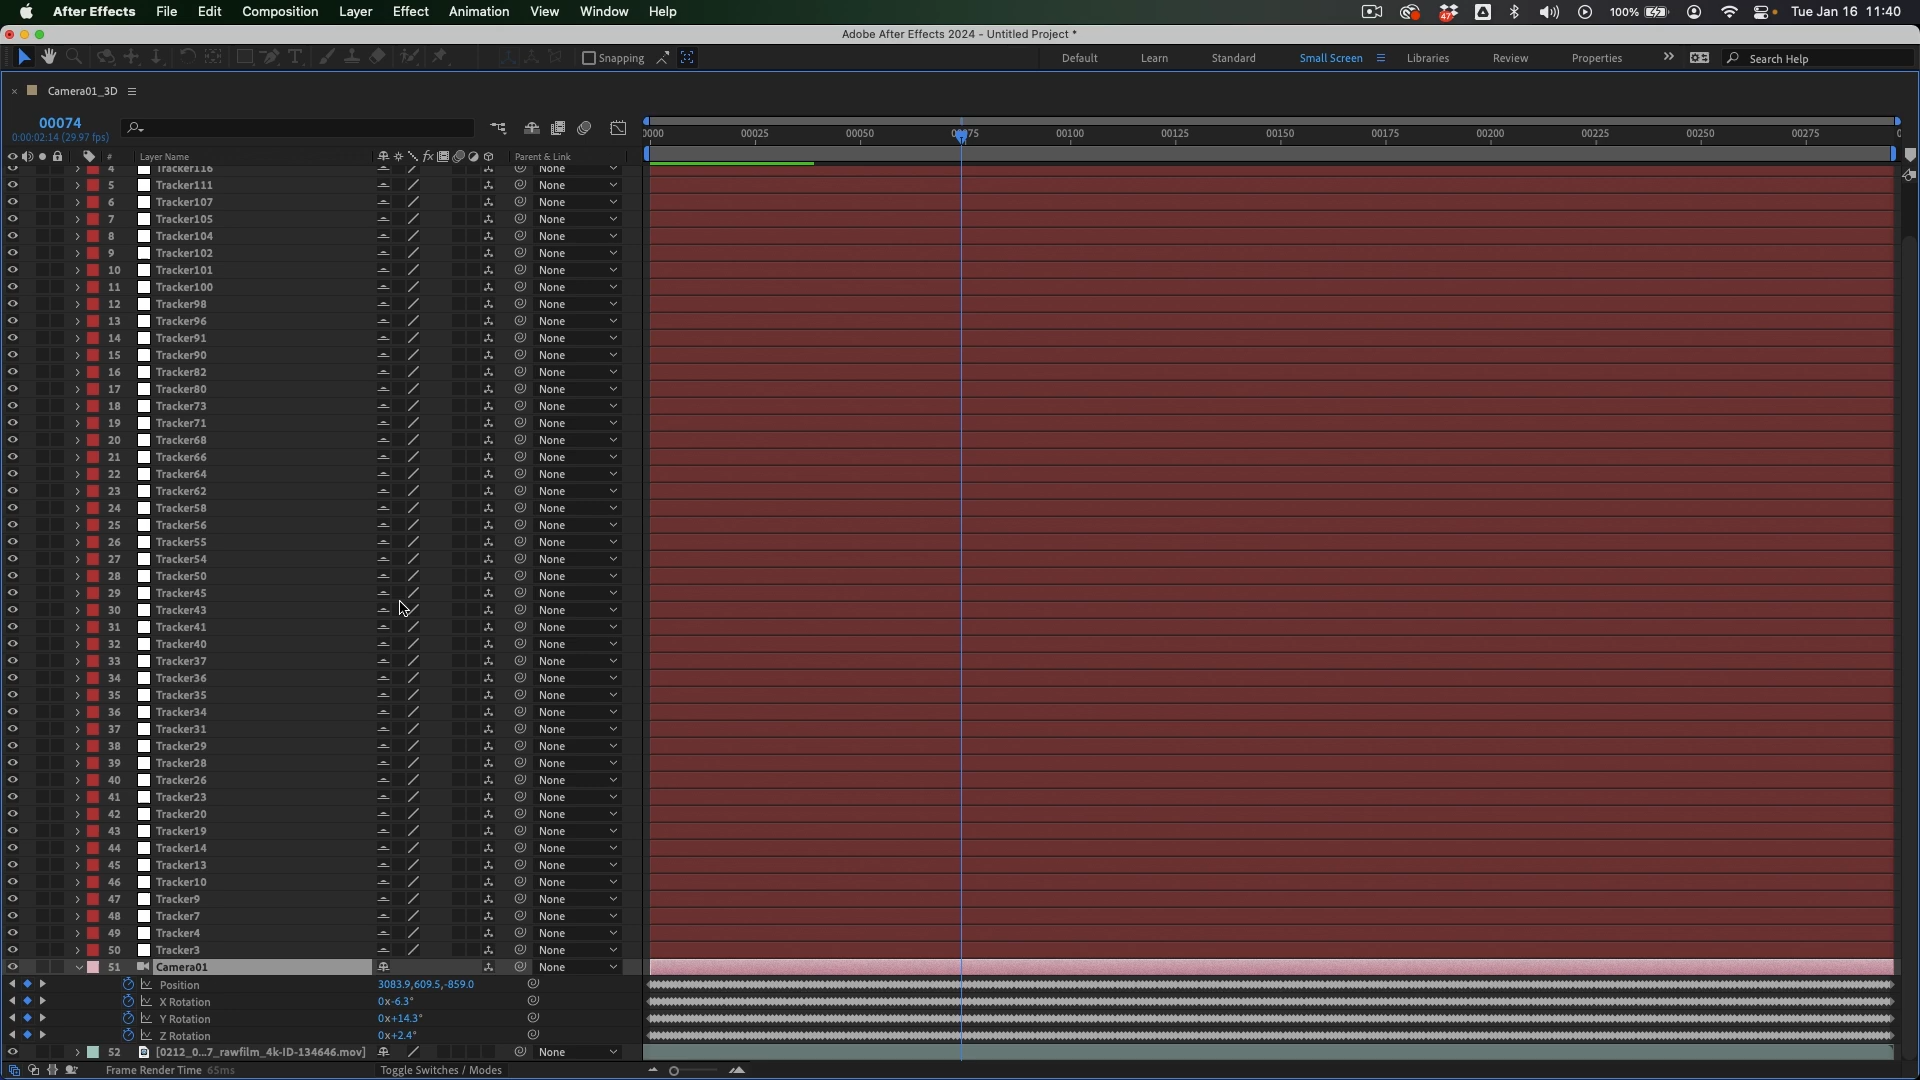 After Effects File Edit Composition Layer Effect Animation View Window Help 47 100% Tue Jan 16 11:40
Adobe After Effects 2024 - Untitled Project *
Snapping Default Learn Standard Small Screen Libraries Review Properties Search Help
Camera01_3D
00074
0:00:02:14 (29.97 fps)
0000 00025 00050 00075 00100 00125 00150 00175 00200 00225 00250 00275
# Layer Name fx Parent & Link
4 Tracker116 None
5 Tracker111 None
6 Tracker107 None
7 Tracker105 None
8 Tracker104 None
9 Tracker102 None
10 Tracker101 None
11 Tracker100 None
12 Tracker98 None
13 Tracker96 None
14 Tracker91 None
15 Tracker90 None
16 Tracker82 None
17 Tracker80 None
18 Tracker73 None
19 Tracker71 None
20 Tracker68 None
21 Tracker66 None
22 Tracker64 None
23 Tracker62 None
24 Tracker58 None
25 Tracker56 None
26 Tracker55 None
27 Tracker54 None
28 Tracker50 None
29 Tracker45 None
30 Tracker43 None
31 Tracker41 None
32 Tracker40 None
33 Tracker37 None
34 Tracker36 None
35 Tracker35 None
36 Tracker34 None
37 Tracker31 None
38 Tracker29 None
39 Tracker28 None
40 Tracker26 None
41 Tracker23 None
42 Tracker20 None
43 Tracker19 None
44 Tracker14 None
45 Tracker13 None
46 Tracker10 None
47 Tracker9 None
48 Tracker7 None
49 Tracker4 None
50 Tracker3 None
51 Camera01 None
Position 3083.9,609.5,-859.0
X Rotation 0x-6.3°
Y Rotation 0x+14.3°
Z Rotation 0x+2.4°
52 [0212_0...7_rawfilm_4k-ID-134646.mov] None
Frame Render Time 65ms Toggle Switches / Modes